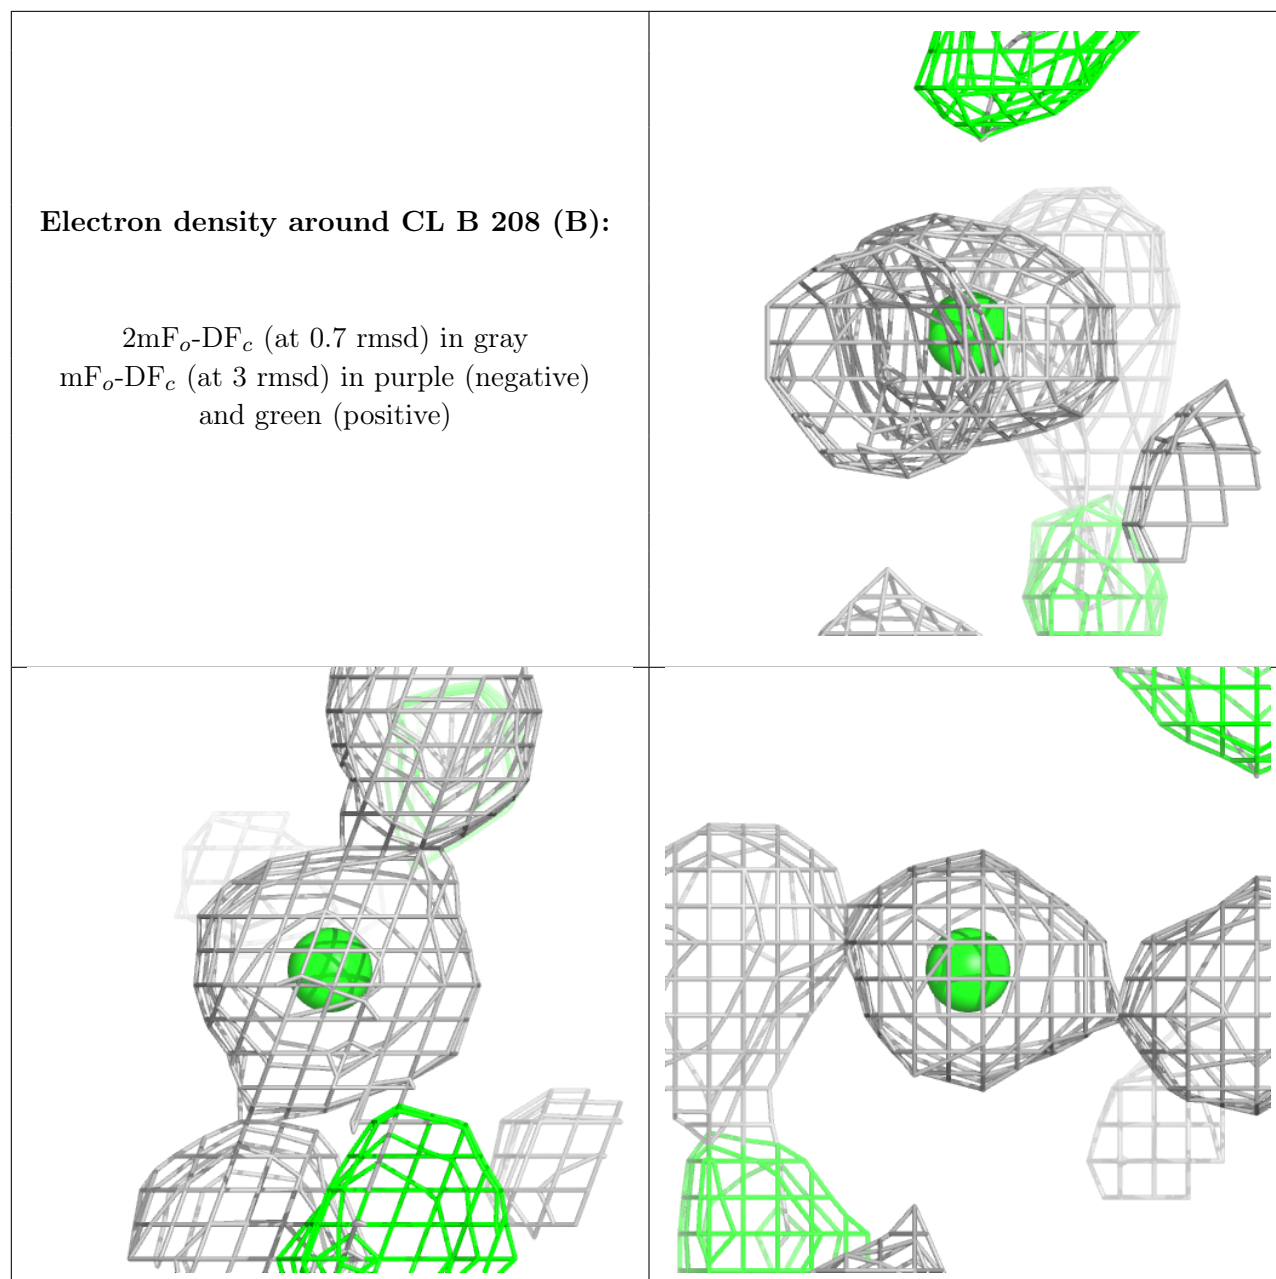 Electron density around CL B 208 (B):
2mFo-DFc (at 0.7 rmsd) in gray
mFo-DFc (at 3 rmsd) in purple (negative)
and green (positive)